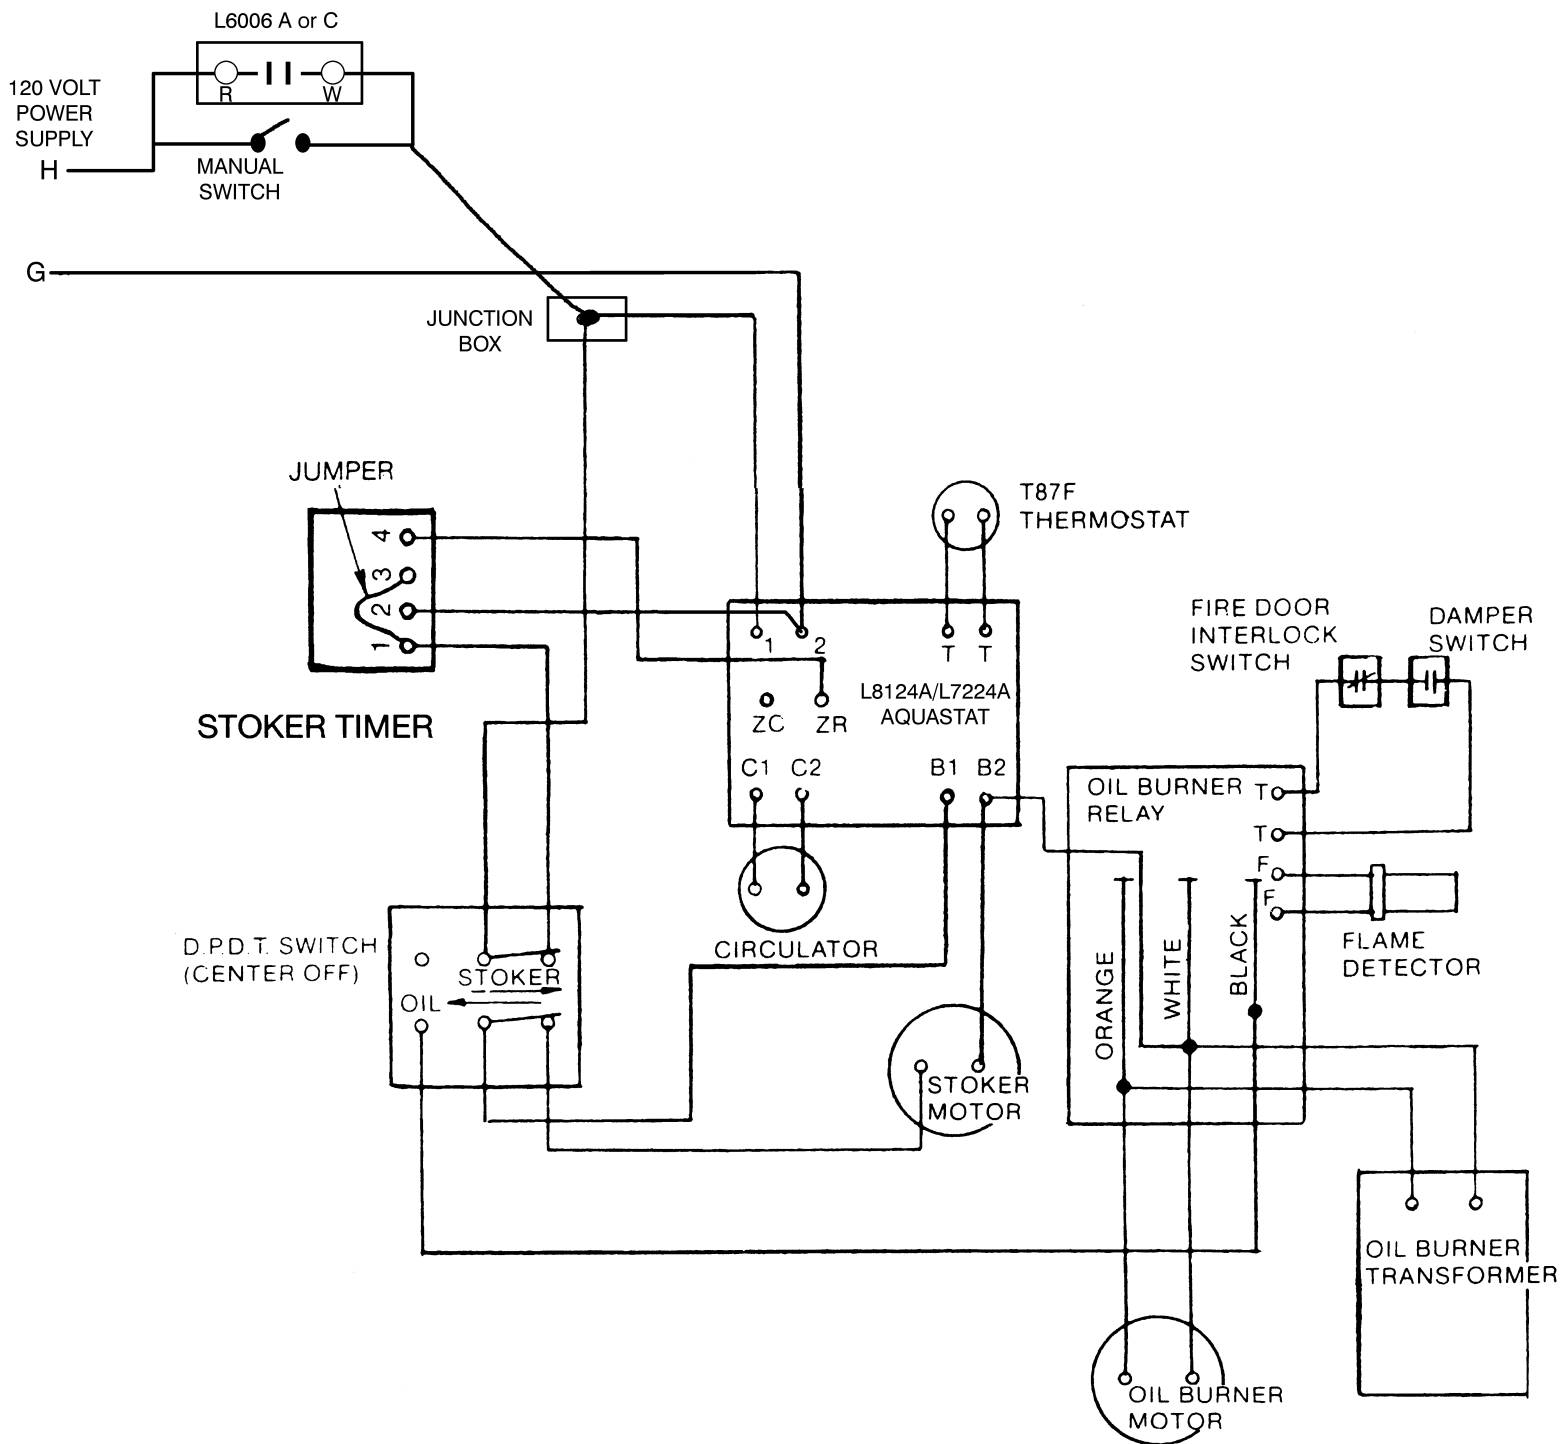 L6006 A or C
R
W
120 VOLT
POWER
SUPPLY
H
MANUAL
SWITCH
G
JUNCTION
BOX
JUMPER
4
3
2
1
STOKER TIMER
T87F
THERMOSTAT
1
2
T T
L8124A/L7224A
AQUASTAT
ZC
ZR
C1 C2
B1 B2
FIRE DOOR
INTERLOCK
SWITCH
DAMPER
SWITCH
OIL BURNER
RELAY
T
T
F
F
CIRCULATOR
D.P.D.T. SWITCH
(CENTER OFF)
STOKER
OIL
ORANGE
WHITE
BLACK
FLAME
DETECTOR
STOKER
MOTOR
OIL BURNER
TRANSFORMER
OIL BURNER
MOTOR